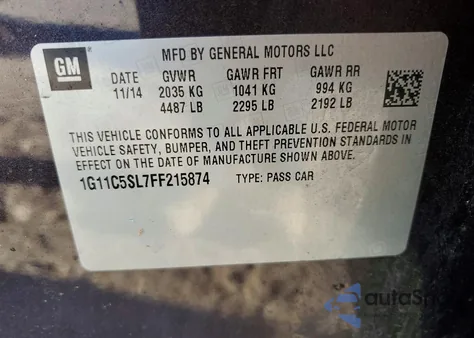 GM
MFD BY GENERAL MOTORS LLC
DATE GVWR GAWR FRT GAWR RR
11/14 2035 KG 1041 KG 994 KG
4487 LB 2295 LB 2192 LB
THIS VEHICLE CONFORMS TO ALL APPLICABLE U.S. FEDERAL MOTOR
VEHICLE SAFETY, BUMPER, AND THEFT PREVENTION STANDARDS IN
EFFECT ON THE DATE OF MANUFACTURE SHOWN ABOVE.
1G11C5SL7FF215874 TYPE: PASS CAR